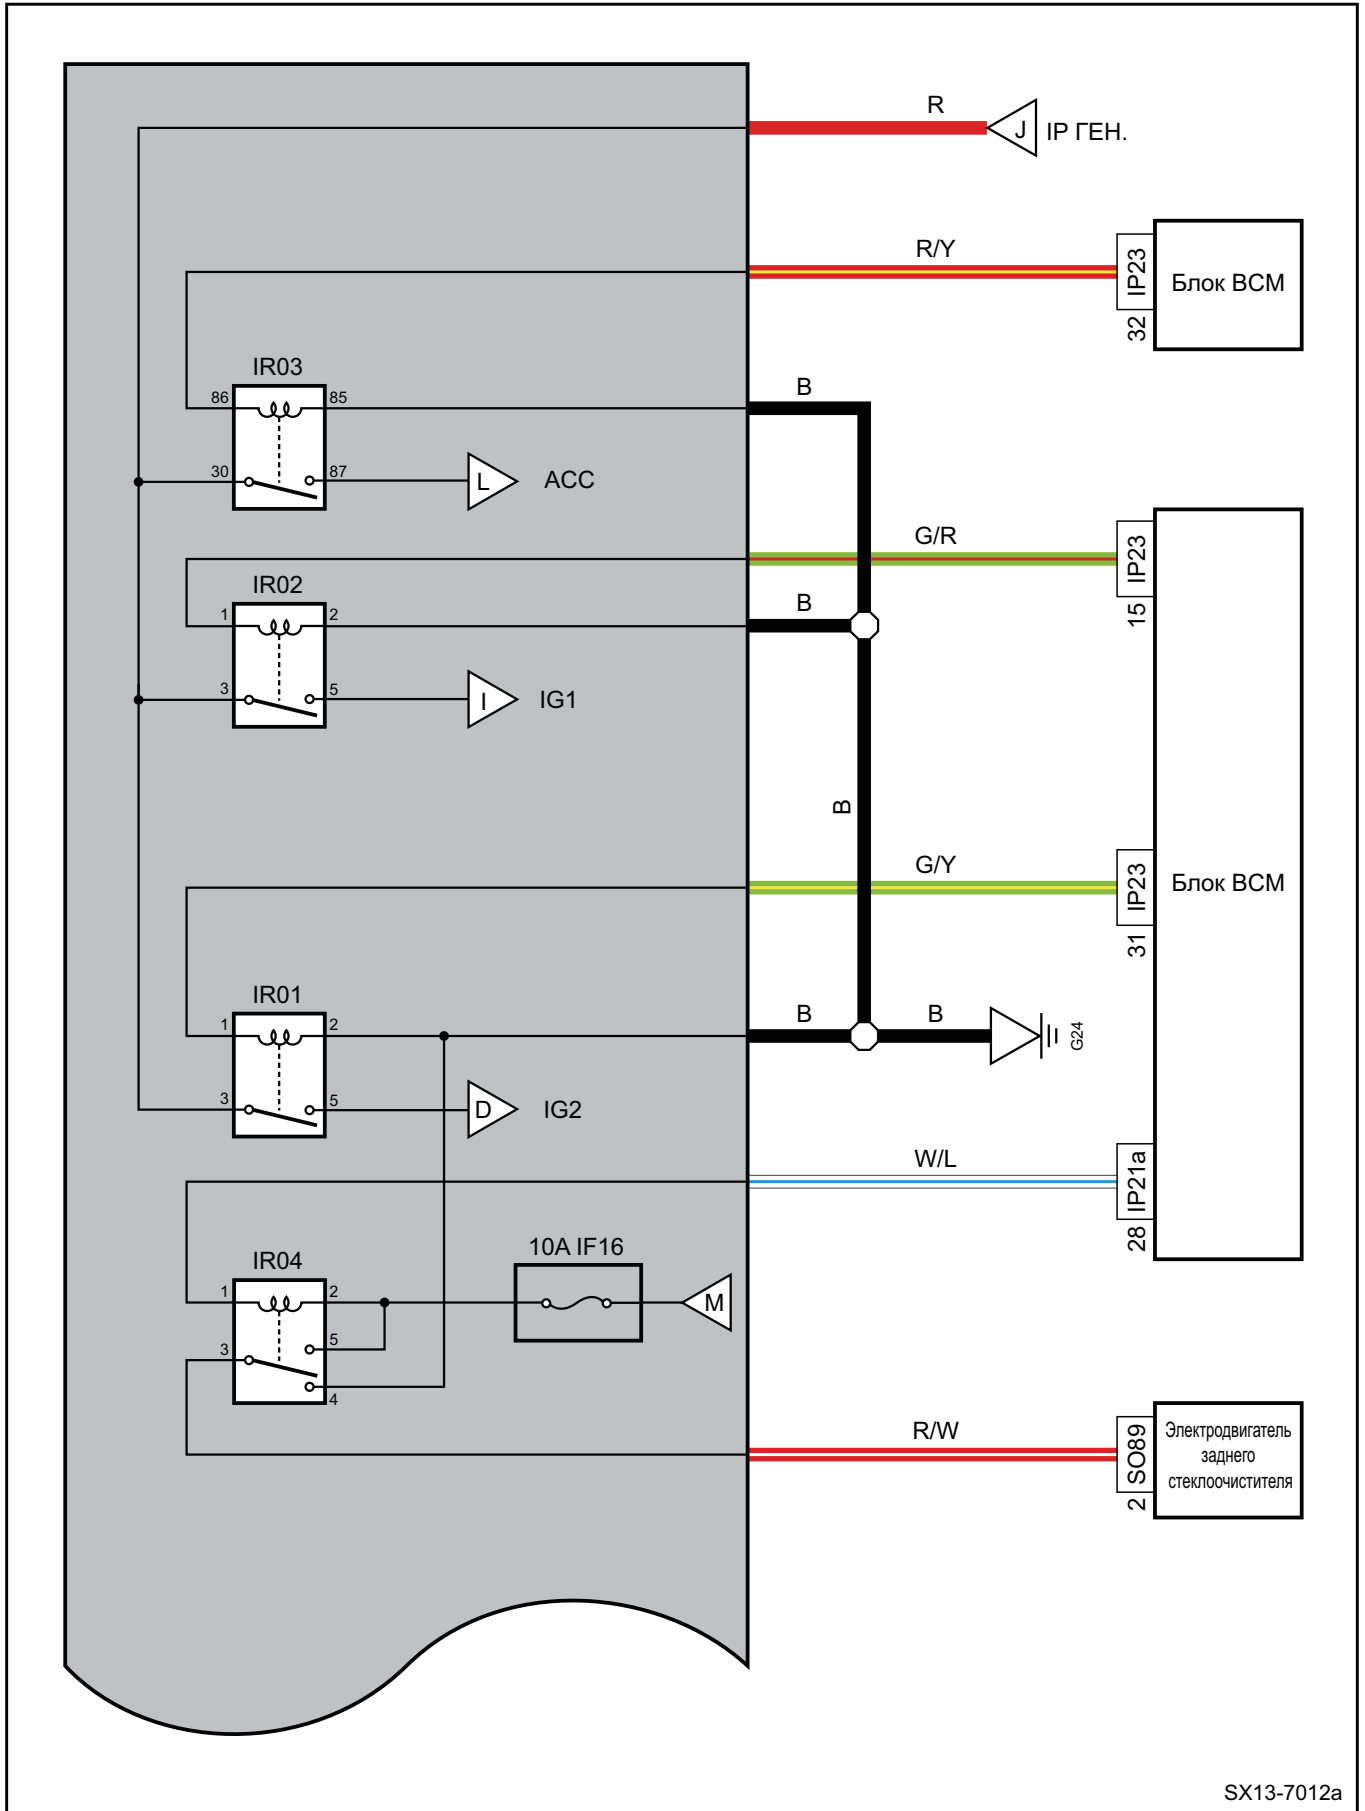 R
J IP ГЕН.
R/Y
IP23
32
Блок BCM
IR03
86
85
30
87
L ACC
B
G/R
IP23
15
IR02
1
2
3
5
I IG1
B
B
G/Y
IP23
31
Блок BCM
IR01
1
2
3
5
D IG2
B
B
G24
W/L
IP21a
28
IR04
1
2
3
5
4
10A IF16
M
R/W
SO89
2
Электродвигатель
заднего
стеклоочистителя
SX13-7012a